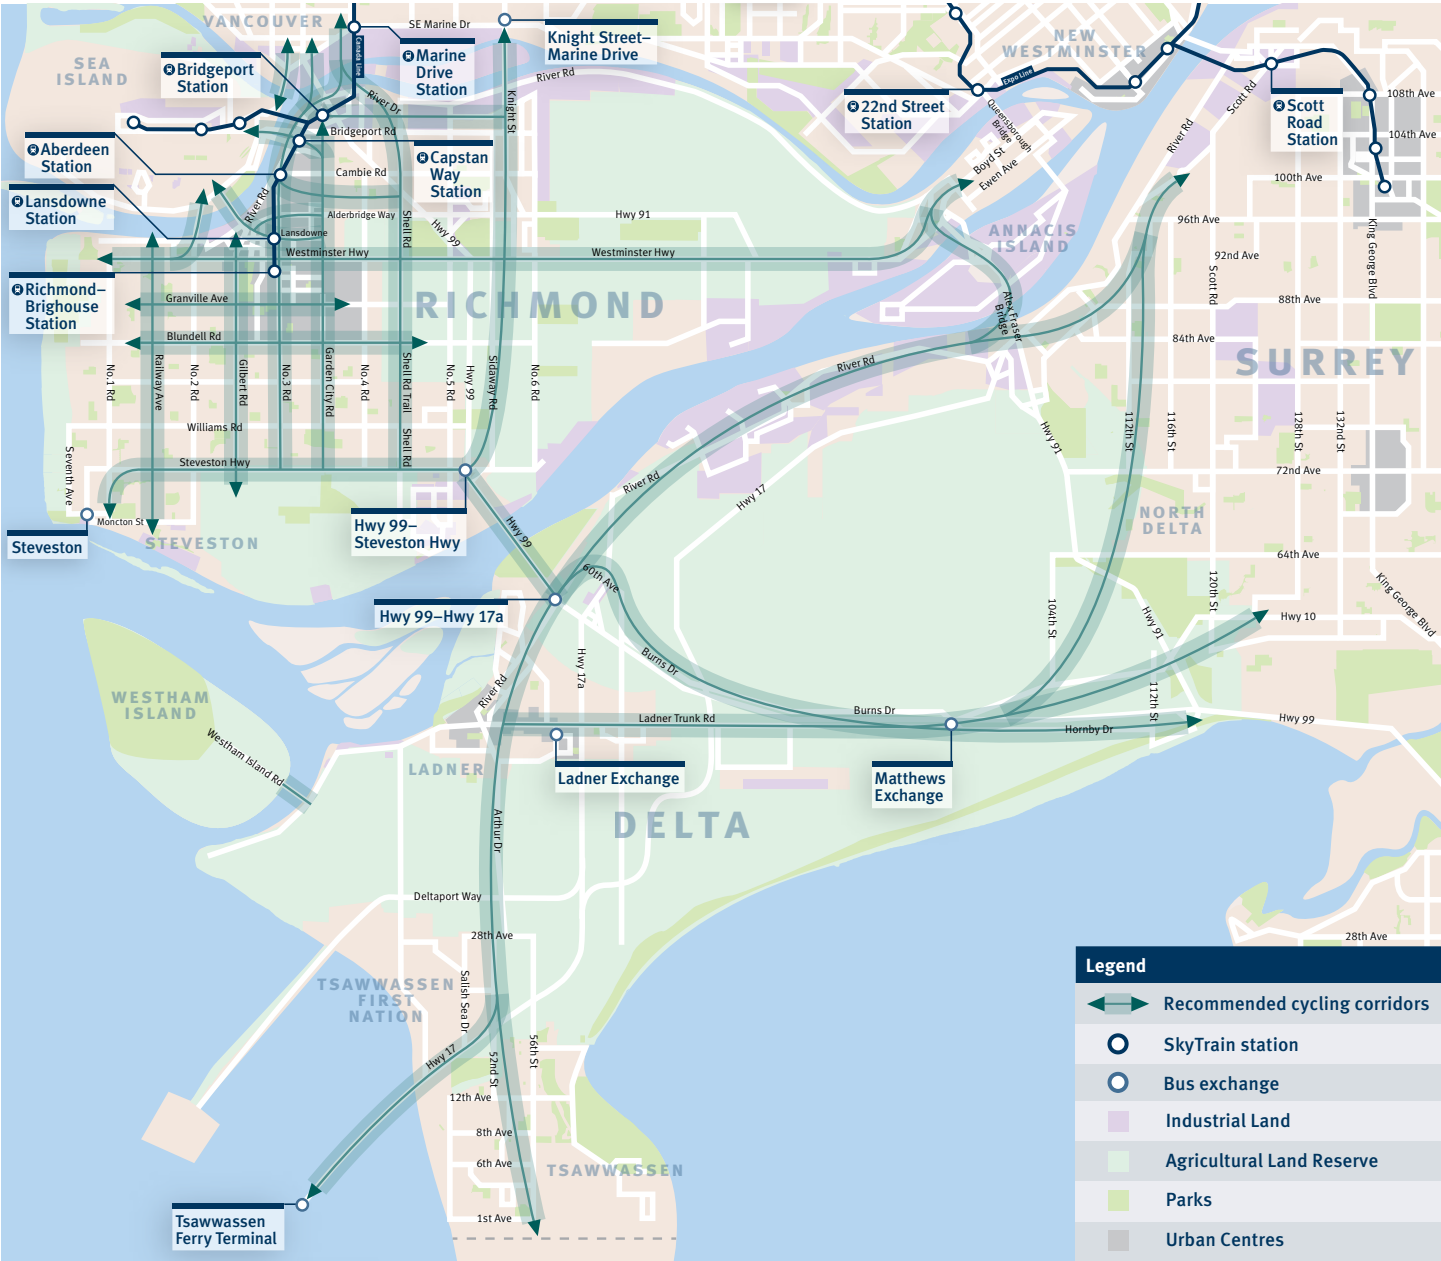 VANCOUVER
SE Marine Dr
Knight Street–
Marine Drive
SEA
ISLAND
Bridgeport
Station
Canada Line
Marine
Drive
Station
River Rd
NEW
WESTMINSTER
Expo Line
22nd Street
Station
Queensborough
Bridge
Scott Rd
Scott
Road
Station
108th Ave
104th Ave
River Dr
Knight St
Bridgeport Rd
Aberdeen
Station
Capstan
Way
Station
Cambie Rd
Boyd St
Ewen Ave
River Rd
100th Ave
Lansdowne
Station
River Rd
Alderbridge Way
Shell Rd
Hwy 99
Hwy 91
96th Ave
Lansdowne
Westminster Hwy
Westminster Hwy
ANNACIS
ISLAND
92nd Ave
Scott Rd
King George Blvd
Richmond–
Brighouse
Station
Granville Ave
RICHMOND
Alex Fraser
Bridge
88th Ave
Blundell Rd
84th Ave
SURREY
No.1 Rd
Railway Ave
No.2 Rd
Gilbert Rd
No.3 Rd
Garden City Rd
No.4 Rd
Shell Rd Trail
No.5 Rd
Hwy 99
Sidaway Rd
No.6 Rd
River Rd
Williams Rd
Seventh Ave
Steveston Hwy
Shell Rd
Hwy 91
112th St
116th St
128th St
132nd St
72nd Ave
River Rd
Hwy 17
Moncton St
STEVESTON
Steveston
Hwy 99–
Steveston Hwy
Hwy 99
NORTH
DELTA
64th Ave
60th Ave
Hwy 99–Hwy 17a
104th St
120th St
Hwy 91
King George Blvd
Hwy 10
Hwy 17a
Burns Dr
WESTHAM
ISLAND
Westham Island Rd
River Rd
Ladner Trunk Rd
Burns Dr
112th St
Hornby Dr
Hwy 99
LADNER
Ladner Exchange
Matthews
Exchange
DELTA
Arthur Dr
Deltaport Way
28th Ave
28th Ave
TSAWWASSEN
FIRST
NATION
Salish Sea Dr
Hwy 17
52nd St
56th St
12th Ave
8th Ave
6th Ave
TSAWWASSEN
1st Ave
Tsawwassen
Ferry Terminal
Legend
Recommended cycling corridors
SkyTrain station
Bus exchange
Industrial Land
Agricultural Land Reserve
Parks
Urban Centres